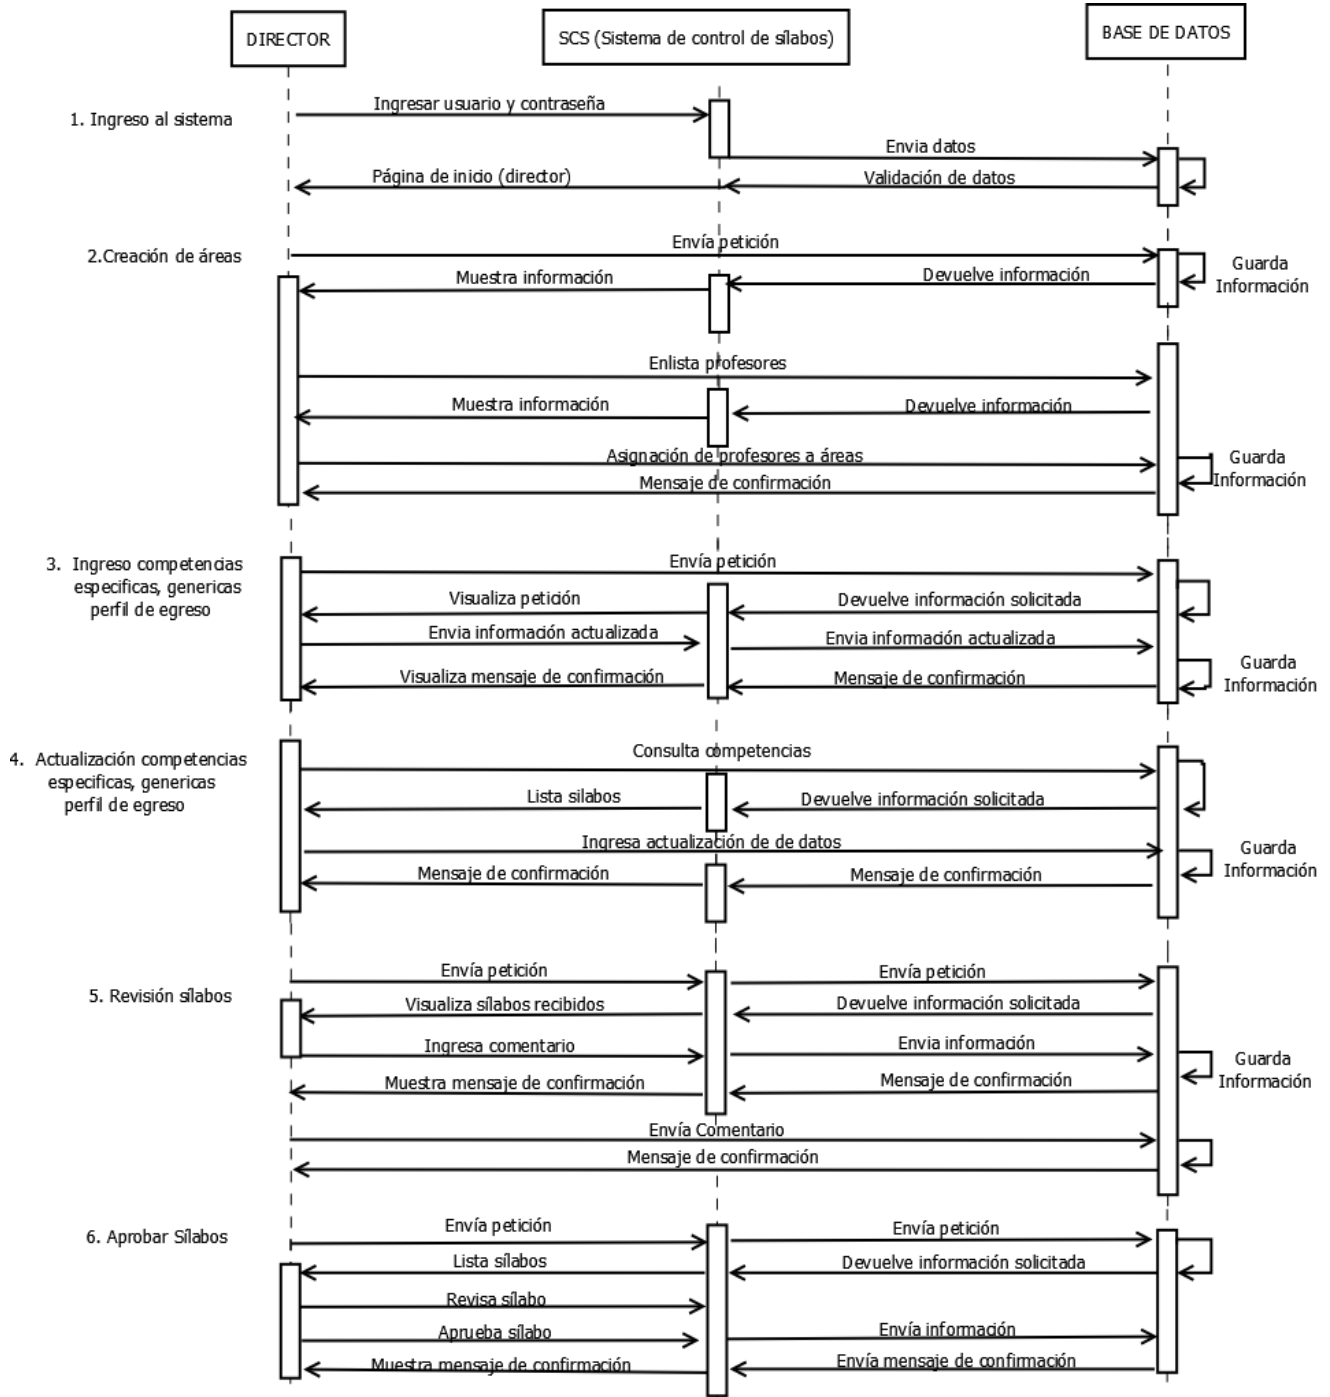 DIRECTOR
SCS (Sistema de control de sílabos)
BASE DE DATOS
1. Ingreso al sistema
Ingresar usuario y contraseña
Envia datos
Página de inicio (director)
Validación de datos
2.Creación de áreas
Envía petición
Guarda
Información
Muestra información
Devuelve información
Enlista profesores
Muestra información
Devuelve información
Asignación de profesores a áreas
Guarda
Información
Mensaje de confirmación
3. Ingreso competencias
especificas, genericas
perfil de egreso
Envía petición
Visualiza petición
Devuelve información solicitada
Envia información actualizada
Envia información actualizada
Visualiza mensaje de confirmación
Mensaje de confirmación
Guarda
Información
4. Actualización competencias
especificas, genericas
perfil de egreso
Consulta competencias
Lista silabos
Devuelve información solicitada
Ingresa actualización de de datos
Guarda
Información
Mensaje de confirmación
Mensaje de confirmación
5. Revisión sílabos
Envía petición
Envía petición
Visualiza sílabos recibidos
Devuelve información solicitada
Ingresa comentario
Envia información
Guarda
Información
Muestra mensaje de confirmación
Mensaje de confirmación
Envía Comentario
Mensaje de confirmación
6. Aprobar Sílabos
Envía petición
Envía petición
Lista sílabos
Devuelve información solicitada
Revisa sílabo
Aprueba sílabo
Envía información
Muestra mensaje de confirmación
Envía mensaje de confirmación